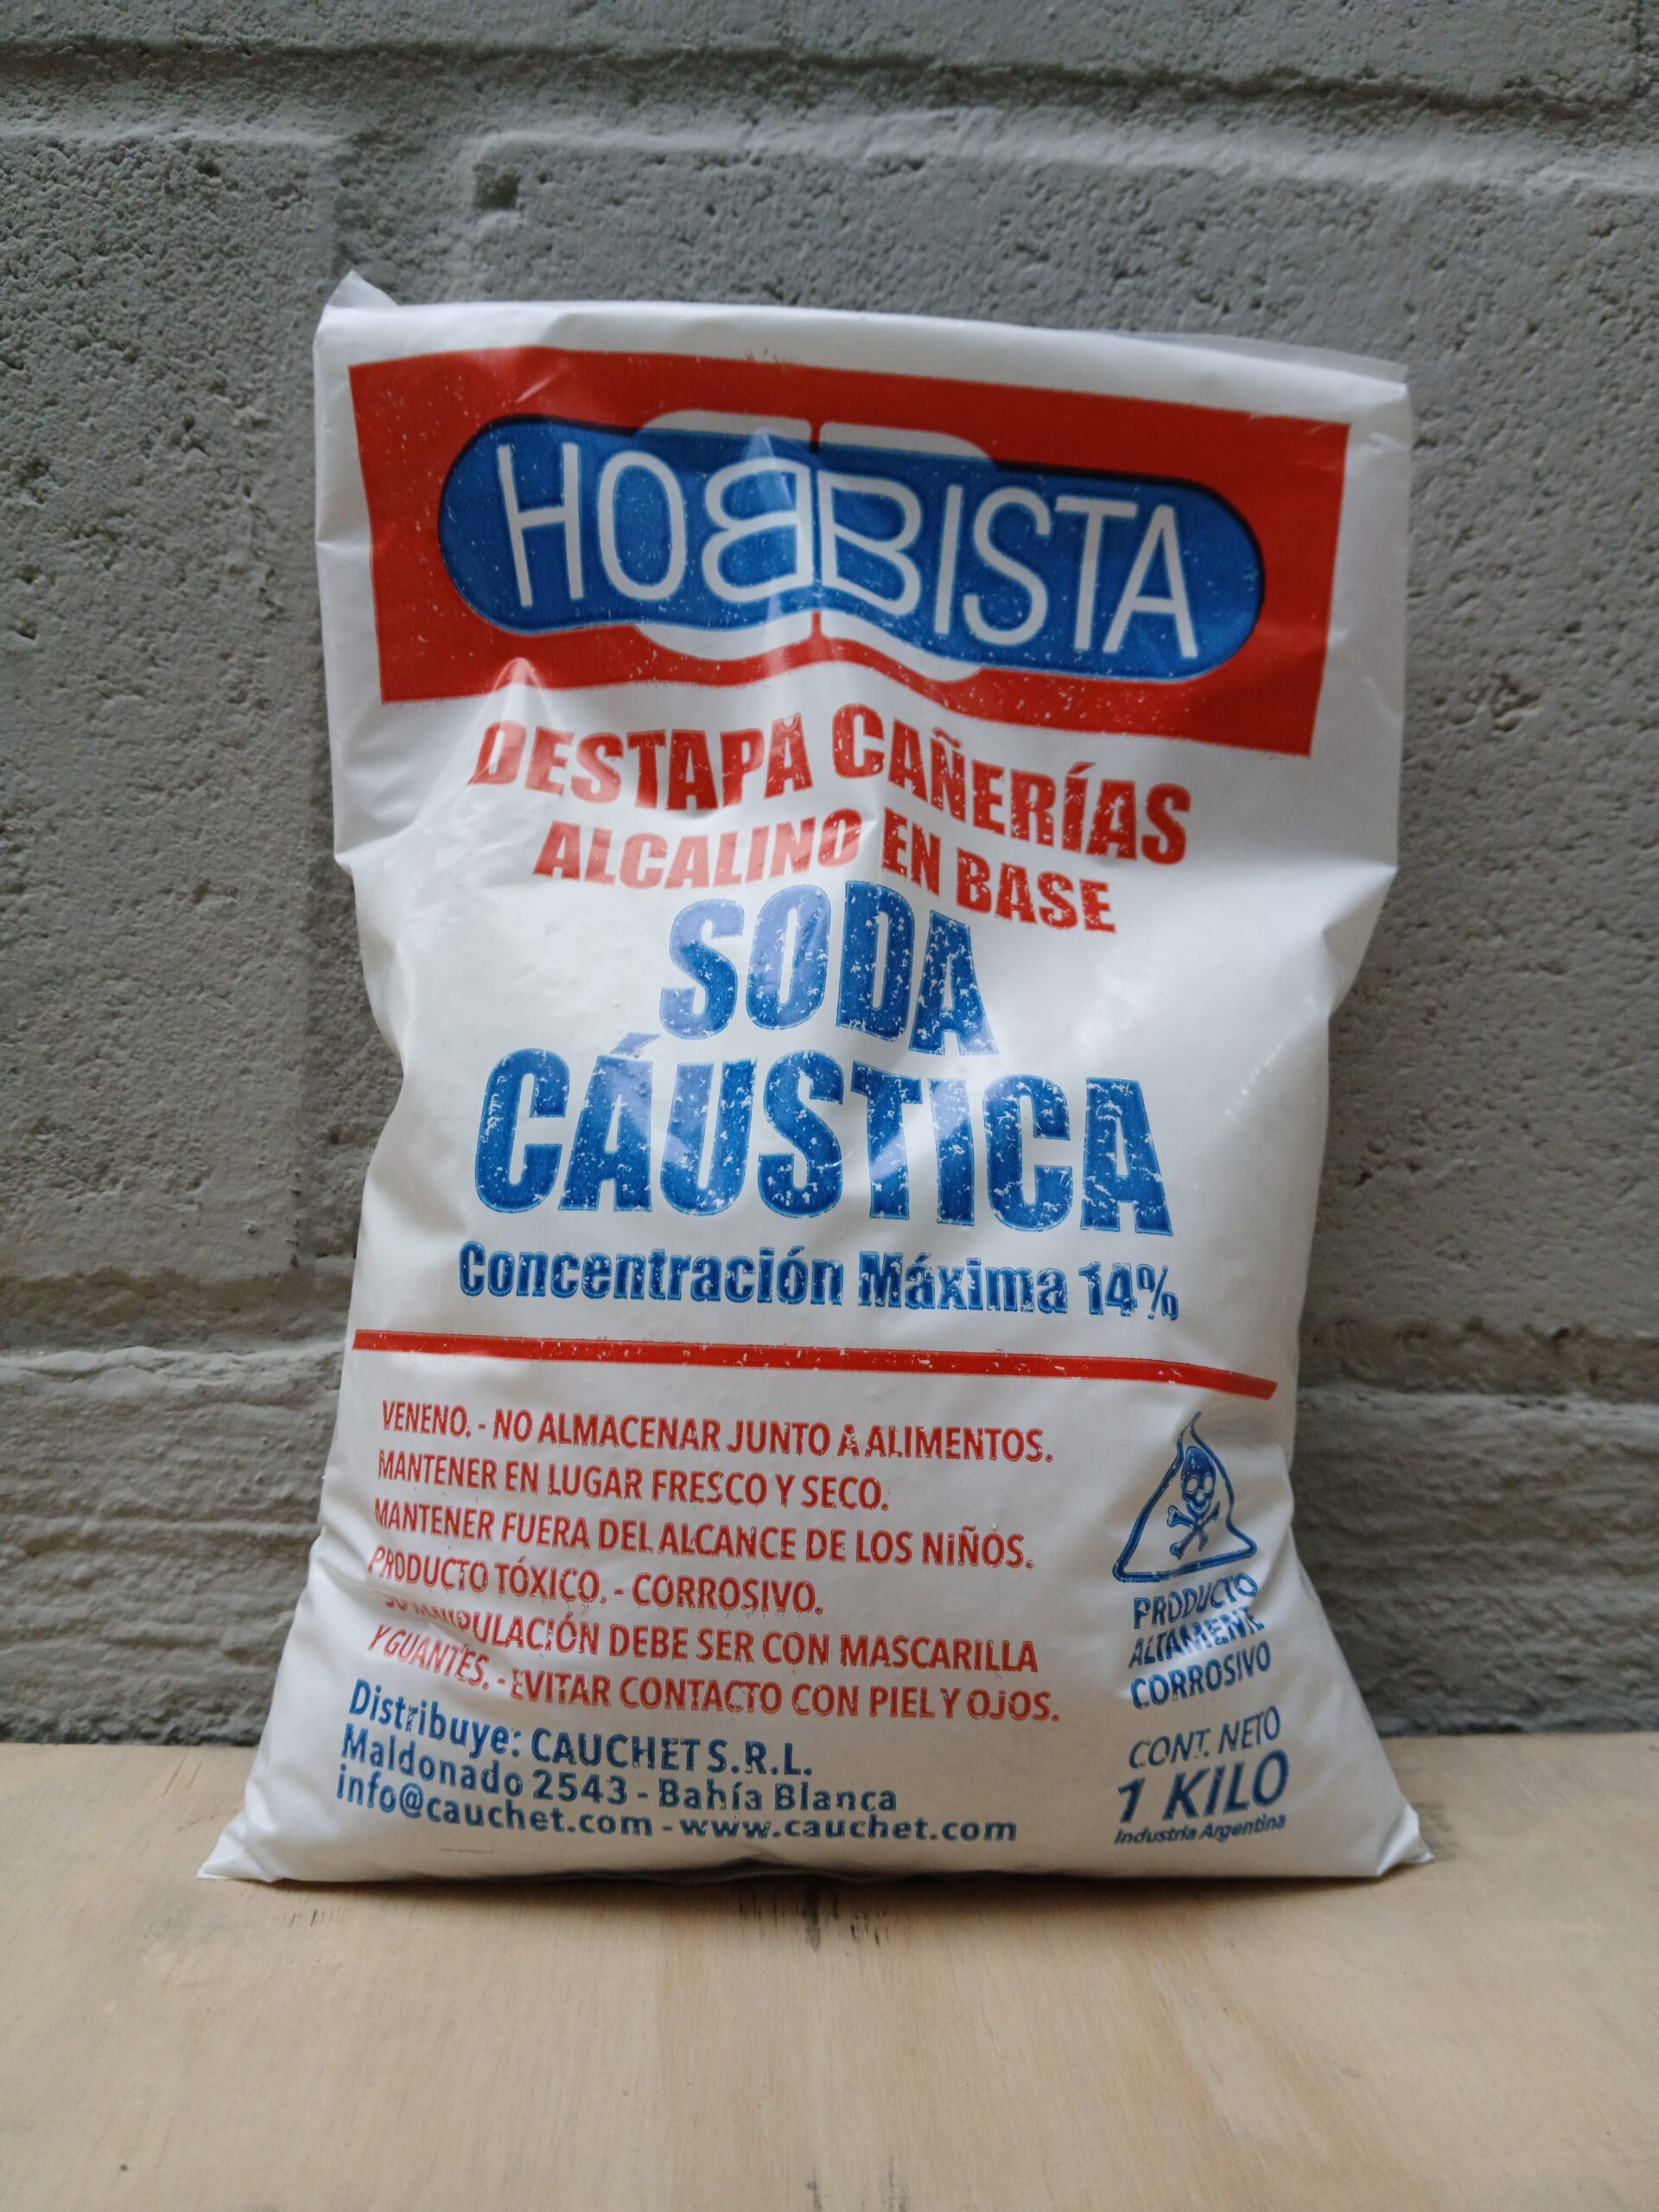 HOBBISTA
DESTAPA CAÑERÍAS
ALCALINO EN BASE
SODA
CÁUSTICA
Concentración Máxima 14%
VENENO. - NO ALMACENAR JUNTO A ALIMENTOS.
MANTENER EN LUGAR FRESCO Y SECO.
MANTENER FUERA DEL ALCANCE DE LOS NIÑOS.
PRODUCTO TÓXICO. - CORROSIVO.
SU MANIPULACIÓN DEBE SER CON MASCARILLA
Y GUANTES. - EVITAR CONTACTO CON PIEL Y OJOS.
Distribuye: CAUCHET S.R.L.
Maldonado 2543 - Bahía Blanca
info@cauchet.com - www.cauchet.com
PRODUCTO
ALTAMENTE
CORROSIVO
CONT. NETO
1 KILO
Industria Argentina